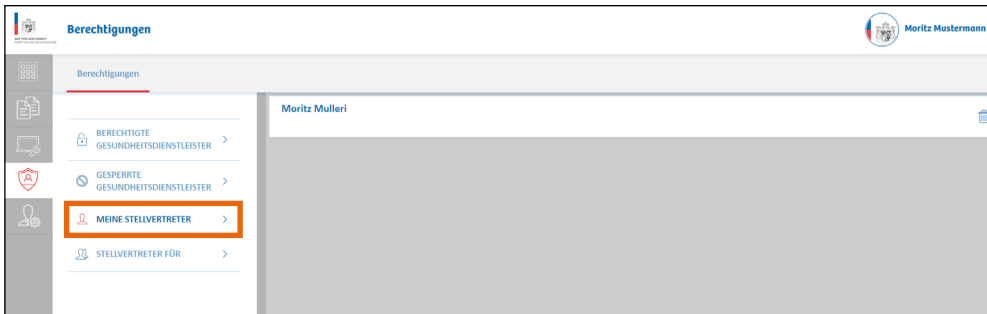 Berechtigungen
Moritz Mustermann
Berechtigungen
Moritz Mulleri
BERECHTIGTE
GESUNDHEITSDIENSTLEISTER
GESPERRTE
GESUNDHEITSDIENSTLEISTER
MEINE STELLVERTRETER
STELLVERTRETER FÜR